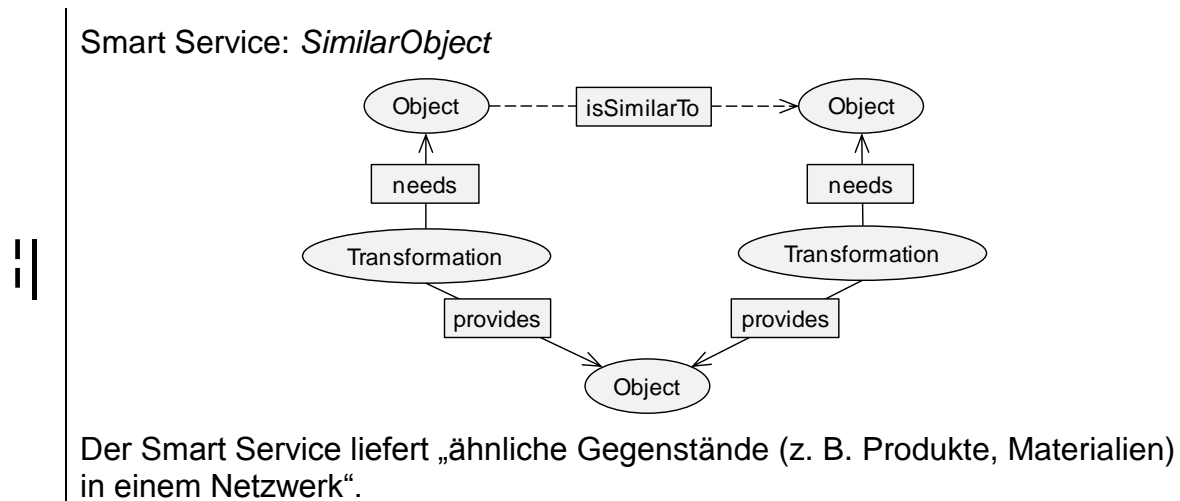 Smart Service: SimilarObject
Object isSimilarTo Object
needs needs
Transformation Transformation
provides provides
Object
Der Smart Service liefert „ähnliche Gegenstände (z. B. Produkte, Materialien)
in einem Netzwerk“.